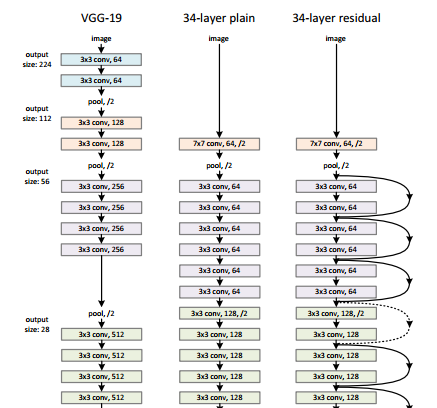 VGG-19
34-layer plain
34-layer residual
image
image
image
output
size: 224
3x3 conv, 64
3x3 conv, 64
pool, /2
output
size: 112
3x3 conv, 128
3x3 conv, 128
7x7 conv, 64, /2
7x7 conv, 64, /2
pool, /2
pool, /2
pool, /2
output
size: 56
3x3 conv, 256
3x3 conv, 64
3x3 conv, 64
3x3 conv, 256
3x3 conv, 64
3x3 conv, 64
3x3 conv, 256
3x3 conv, 64
3x3 conv, 64
3x3 conv, 256
3x3 conv, 64
3x3 conv, 64
3x3 conv, 64
3x3 conv, 64
3x3 conv, 64
3x3 conv, 64
output
size: 28
pool, /2
3x3 conv, 128, /2
3x3 conv, 128, /2
3x3 conv, 512
3x3 conv, 128
3x3 conv, 128
3x3 conv, 512
3x3 conv, 128
3x3 conv, 128
3x3 conv, 512
3x3 conv, 128
3x3 conv, 128
3x3 conv, 512
3x3 conv, 128
3x3 conv, 128